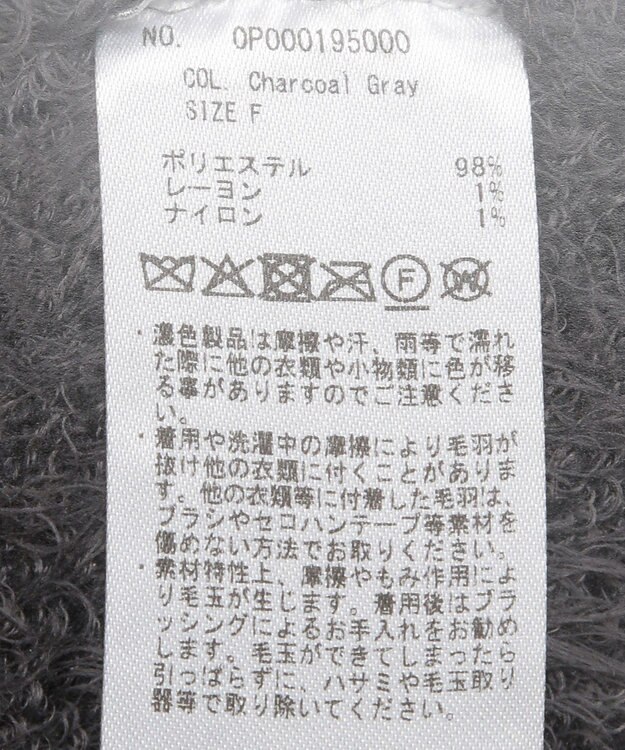 NO. 0P000195000
COL. Charcoal Gray
SIZE F
ポリエステル 98%
レーヨン 1%
ナイロン 1%
F
W
・濃色製品は摩擦や汗、雨等で濡れ
た際に他の衣類や小物類に色が移
る事がありますのでご注意くださ
い。
・着用や洗濯中の摩擦により毛羽が
抜け他の衣類に付くことがありま
す。他の衣類等に付着した毛羽は、
ブラシやセロハンテープ等素材を
傷めない方法でお取りください。
・素材特性上、摩擦やもみ作用によ
り毛玉が生じます。着用後はブラ
ッシングによるお手入れをお勧め
します。毛玉ができてしまったら
引っぱらずに、ハサミや毛玉取り
器等で取り除いてください。